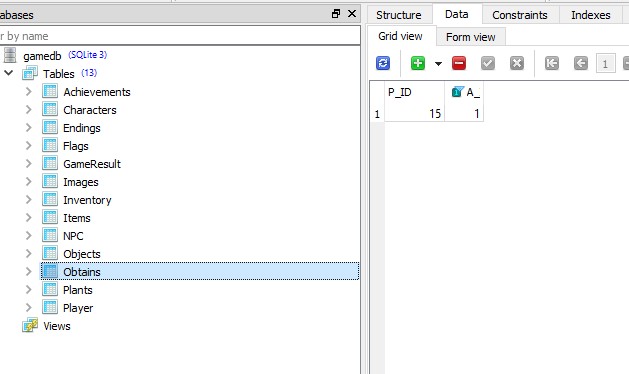 abases
r by name
gamedb (SQLite 3)
Tables (13)
Achievements
Characters
Endings
Flags
GameResult
Images
Inventory
Items
NPC
Objects
Obtains
Plants
Player
Views
Structure Data Constraints Indexes
Grid view Form view
1
P_ID A_
1 15 1